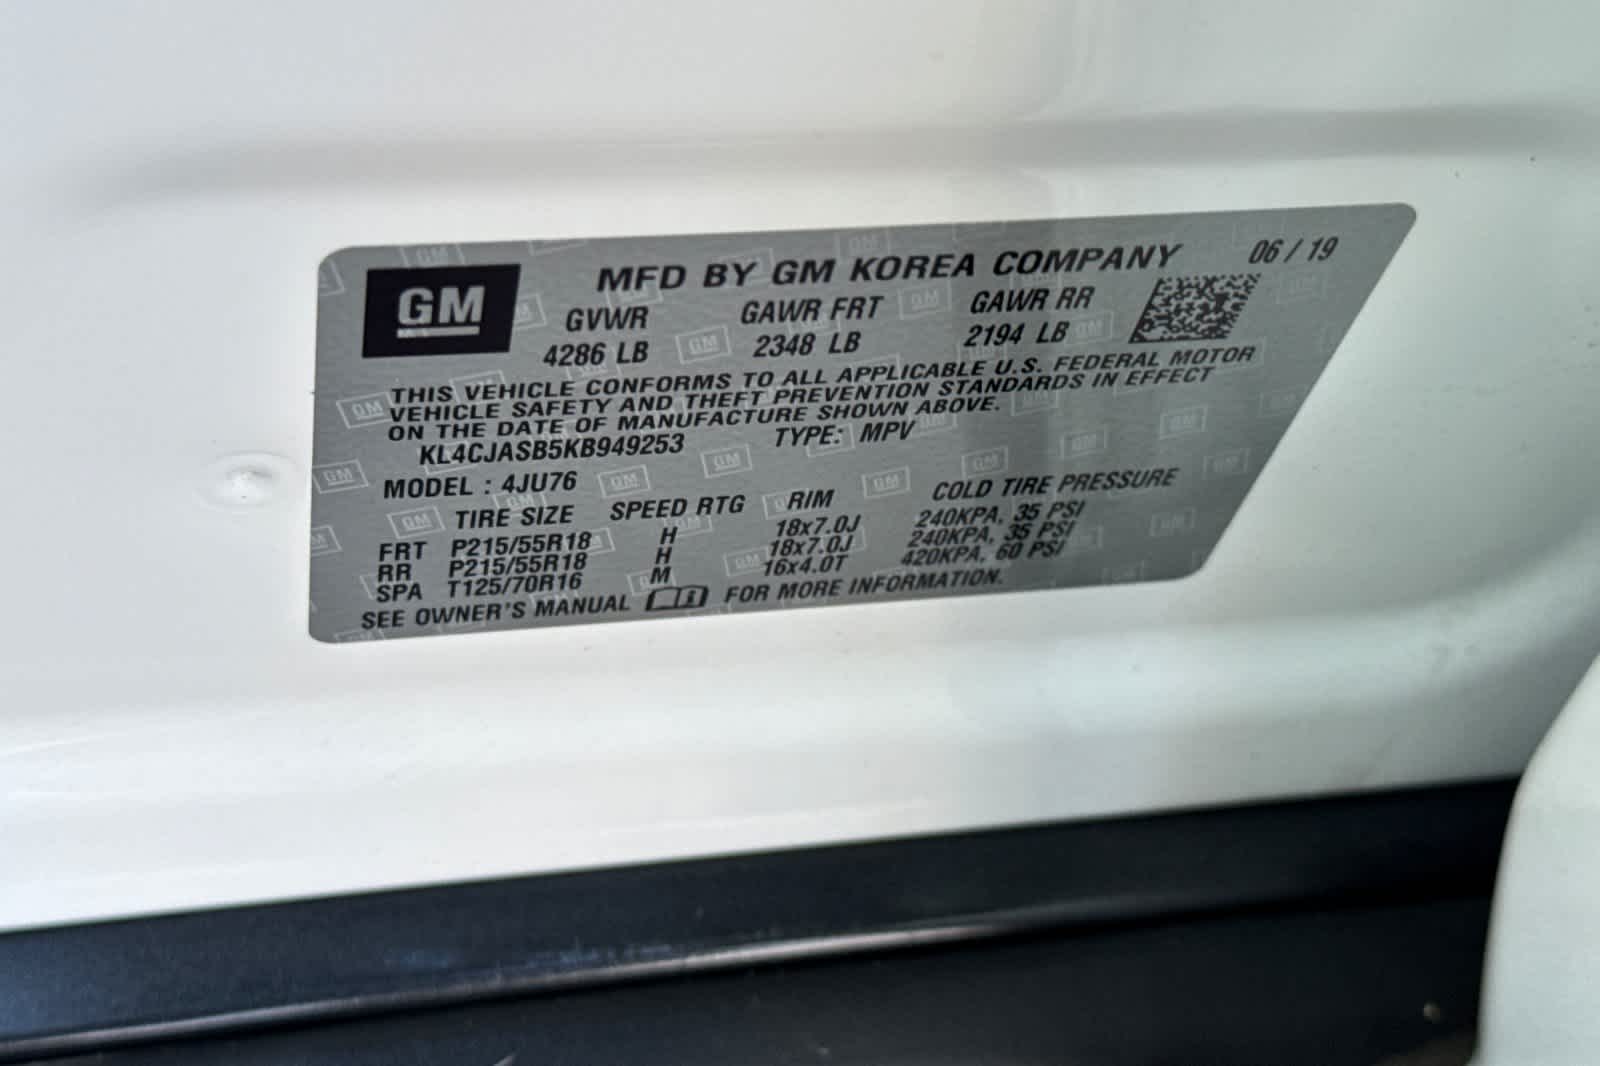 GM
MFD BY GM KOREA COMPANY 06 / 19
GVWR GAWR FRT GAWR RR
4286 LB 2348 LB 2194 LB
THIS VEHICLE CONFORMS TO ALL APPLICABLE U.S. FEDERAL MOTOR
VEHICLE SAFETY AND THEFT PREVENTION STANDARDS IN EFFECT
ON THE DATE OF MANUFACTURE SHOWN ABOVE.
KL4CJASB5KB949253 TYPE: MPV
MODEL : 4JU76
TIRE SIZE SPEED RTG RIM COLD TIRE PRESSURE
FRT P215/55R18 H 18x7.0J 240KPA, 35 PSI
RR P215/55R18 H 18x7.0J 240KPA, 35 PSI
SPA T125/70R16 M 16x4.0T 420KPA, 60 PSI
SEE OWNER'S MANUAL FOR MORE INFORMATION.